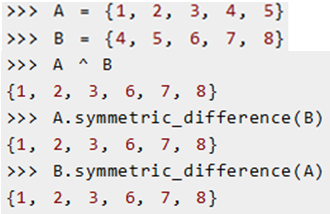 >>> A = {1, 2, 3, 4, 5}
>>> B = {4, 5, 6, 7, 8}
>>> A ^ B
{1, 2, 3, 6, 7, 8}
>>> A.symmetric_difference(B)
{1, 2, 3, 6, 7, 8}
>>> B.symmetric_difference(A)
{1, 2, 3, 6, 7, 8}